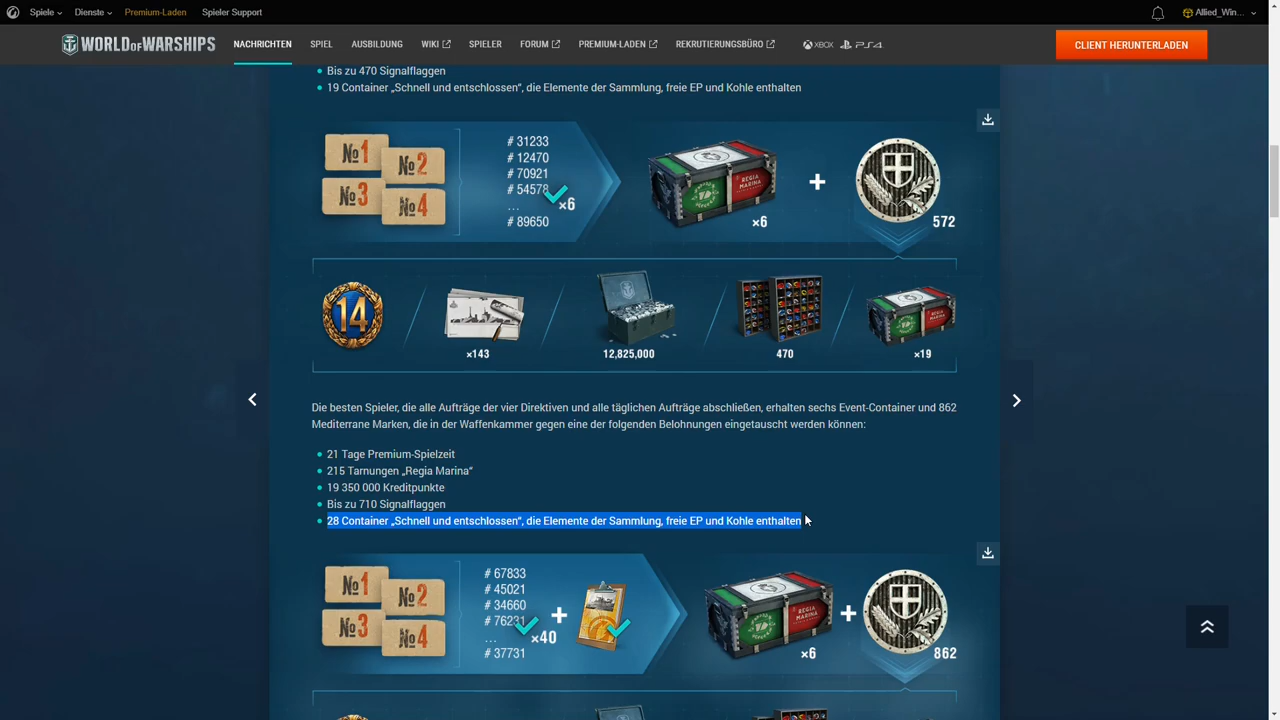 Spiele
Dienste
Premium-Laden
Spieler Support
Allied_Win...
WORLD OF WARSHIPS
NACHRICHTEN
SPIEL
AUSBILDUNG
WIKI
SPIELER
FORUM
PREMIUM-LADEN
REKRUTIERUNGSBÜRO
XBOX
PS4
CLIENT HERUNTERLADEN
Bis zu 470 Signalflaggen
19 Container „Schnell und entschlossen“, die Elemente der Sammlung, freie EP und Kohle enthalten
№1
№2
№3
№4
# 31233
# 12470
# 70921
# 54578
...
# 89650
×6
REGIA MARINA
×6
+
572
14
×143
12,825,000
470
×19
Die besten Spieler, die alle Aufträge der vier Direktiven und alle täglichen Aufträge abschließen, erhalten sechs Event-Container und 862
Mediterrane Marken, die in der Waffenkammer gegen eine der folgenden Belohnungen eingetauscht werden können:
21 Tage Premium-Spielzeit
215 Tarnungen „Regia Marina“
19 350 000 Kreditpunkte
Bis zu 710 Signalflaggen
28 Container „Schnell und entschlossen“, die Elemente der Sammlung, freie EP und Kohle enthalten
№1
№2
№3
№4
# 67833
# 45021
# 34660
# 76231
...
# 37731
×40
+
REGIA MARINA
×6
+
862